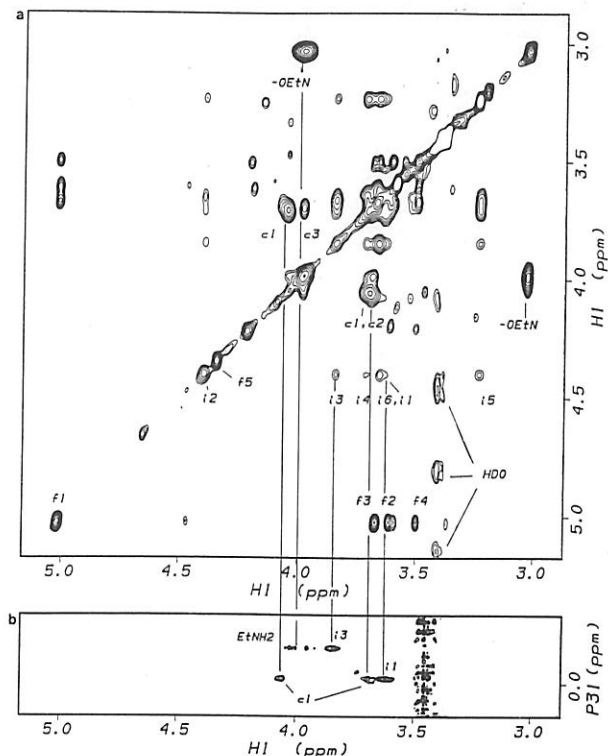 a
-OEtN
c1 c3
c1,c2
-OEtN
i2 f5
i3 i4 i6,i1 i5
HDO
f1 f3 f2 f4
3.0
3.5
4.0
4.5
5.0
H1 (ppm)
5.0 4.5 4.0 3.5 3.0
H1 (ppm)
b
EtNH2 i3
i1
c1
0.0
P31 (ppm)
5.0 4.5 4.0 3.5 3.0
H1 (ppm)